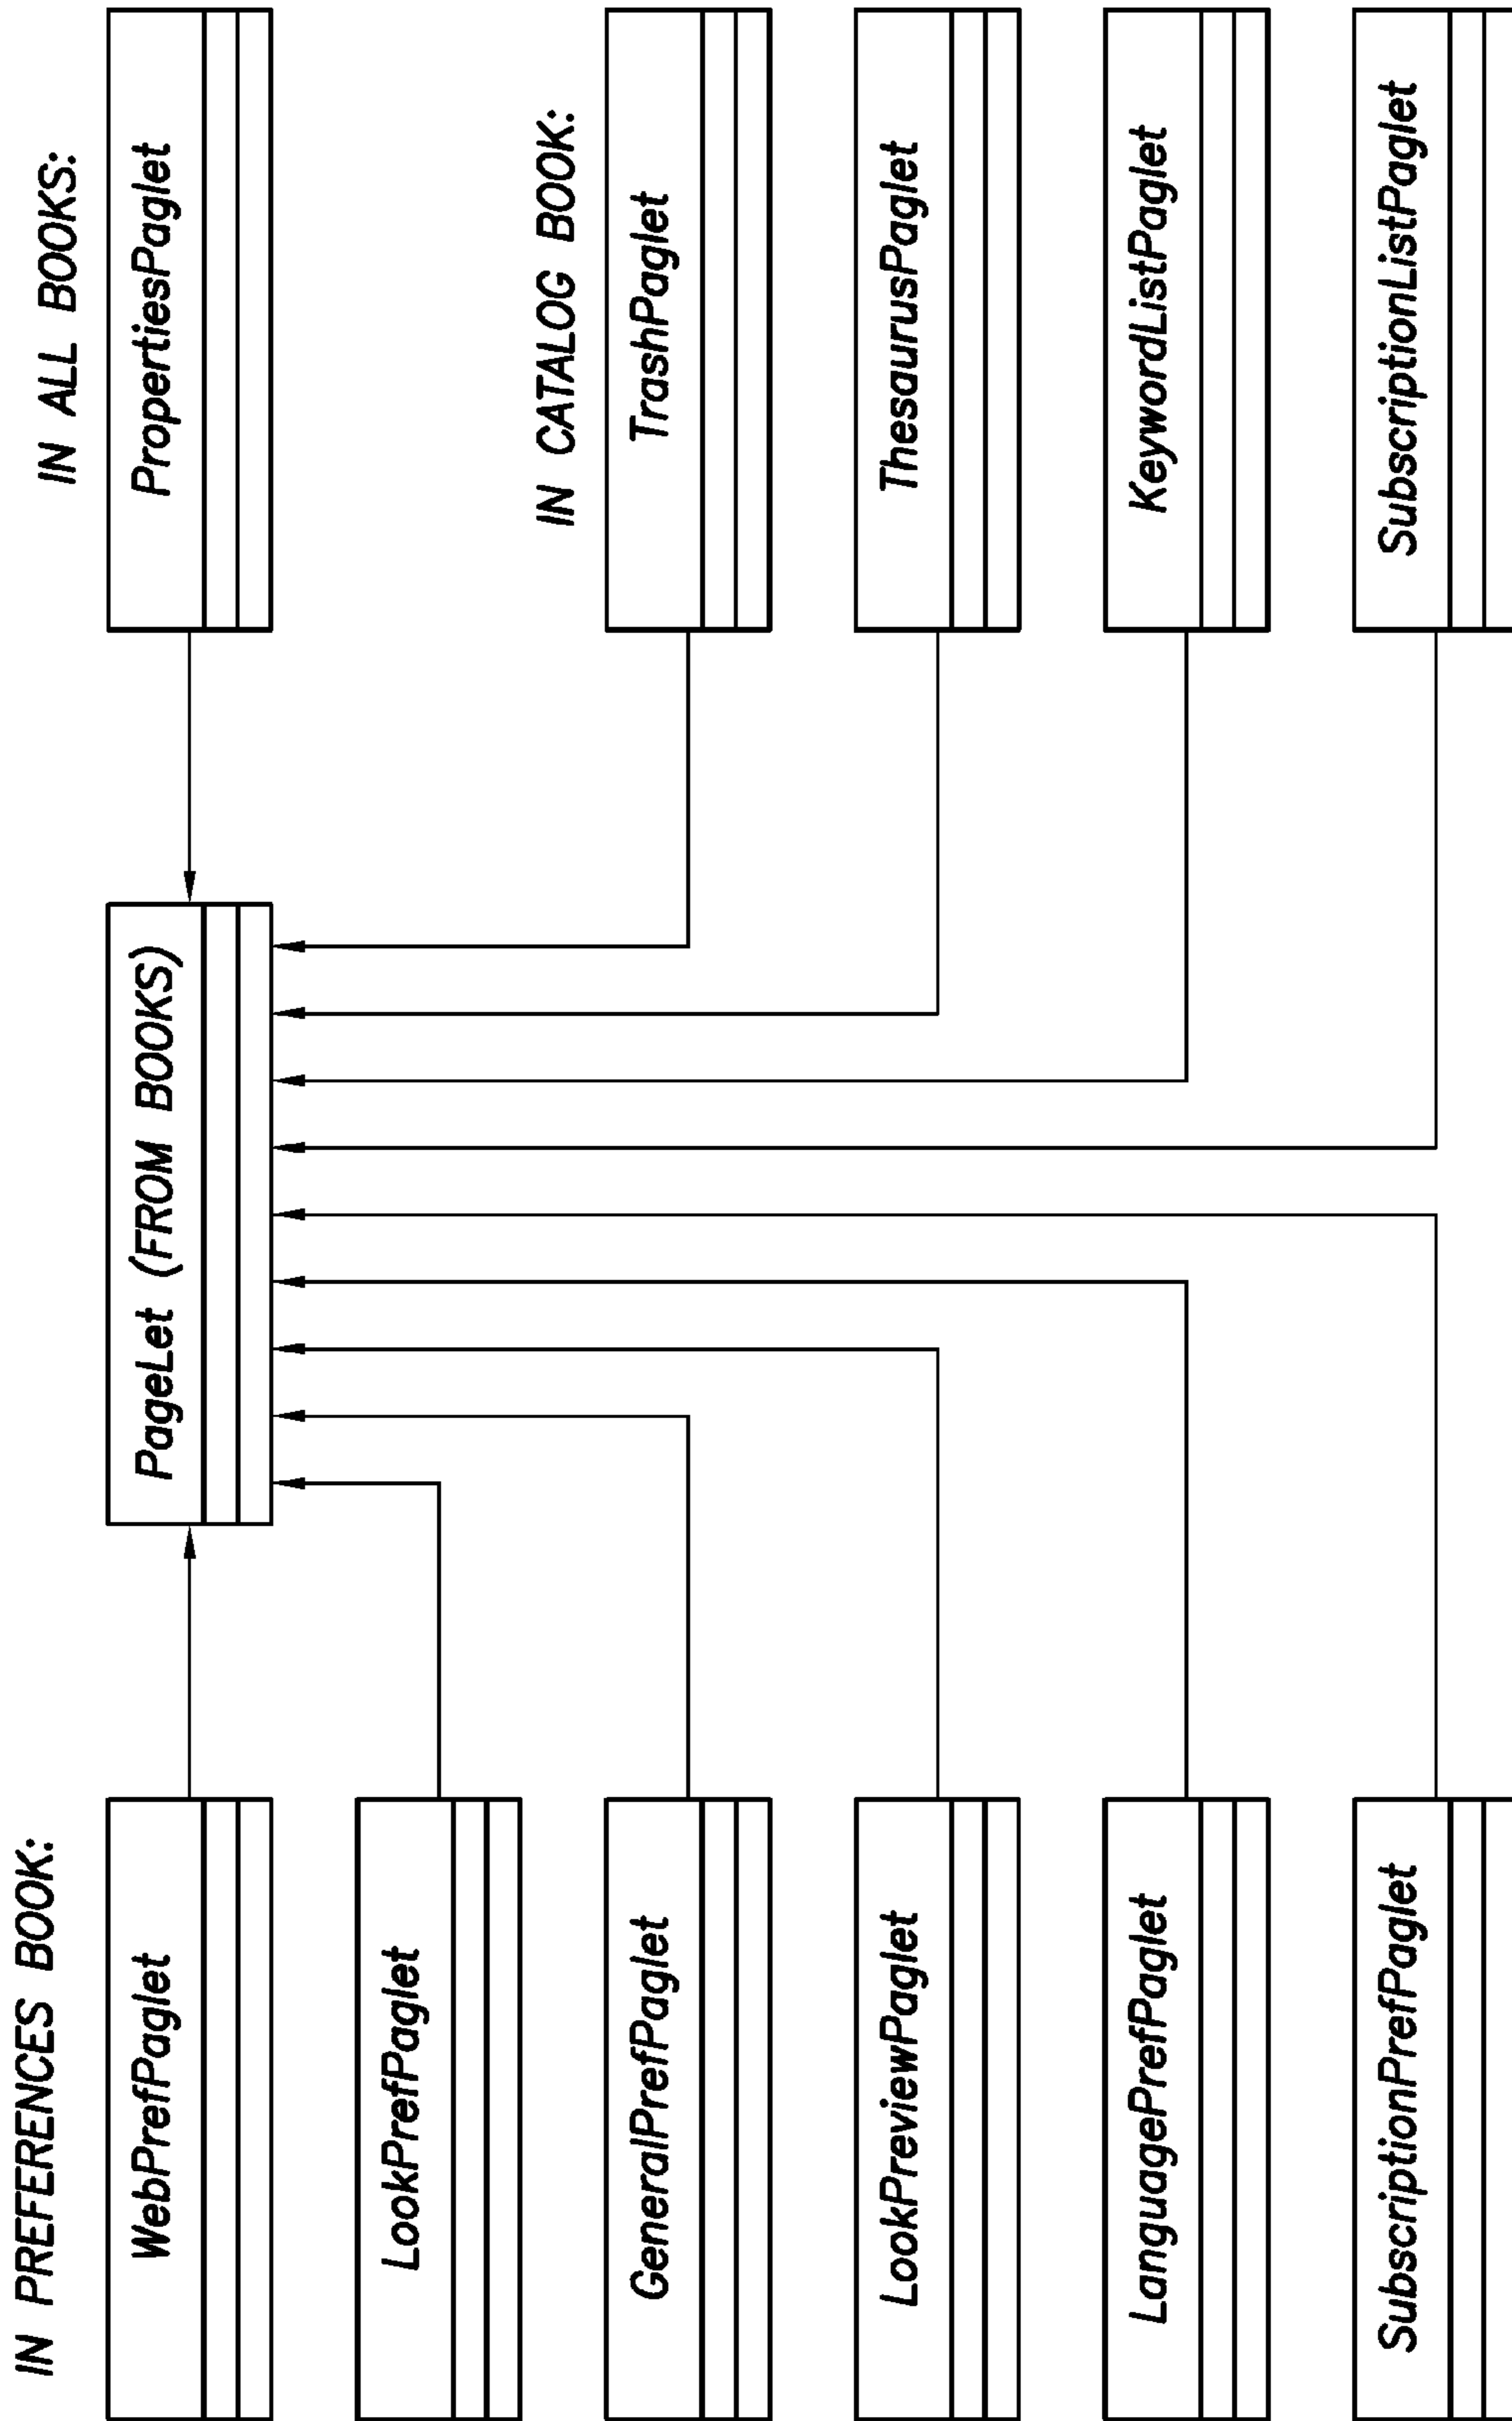 IN PREFERENCES BOOK:
WebPrefPaglet
LookPrefPaglet
GeneralPrefPaglet
LookPreviewPaglet
LanguagePrefPaglet
SubscriptionPrefPaglet
PageLet (FROM BOOKS)
IN ALL BOOKS:
PropertiesPaglet
IN CATALOG BOOK:
TrashPaglet
ThesaurusPaglet
KeywordListPaglet
SubscriptionListPaglet